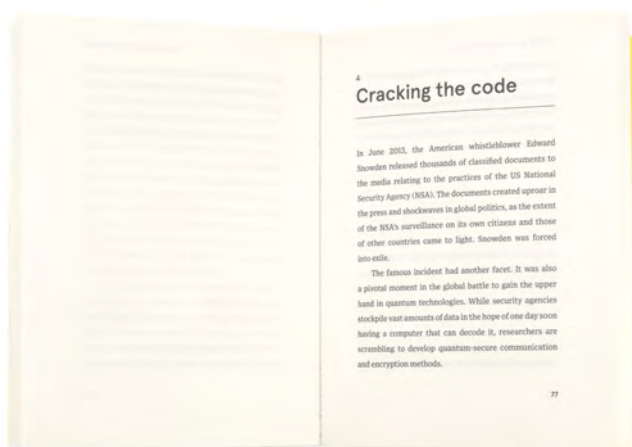 4
Cracking the code
In June 2013, the American whistleblower Edward
Snowden released thousands of classified documents to
the media relating to the practices of the US National
Security Agency (NSA). The documents created uproar in
the press and shockwaves in global politics, as the extent
of the NSA's surveillance on its own citizens and those
of other countries came to light. Snowden was forced
into exile.
The famous incident had another facet. It was also
a pivotal moment in the global battle to gain the upper
hand in quantum technologies. While security agencies
stockpile vast amounts of data in the hope of one day soon
having a computer that can decode it, researchers are
scrambling to develop quantum-secure communication
and encryption methods.
77